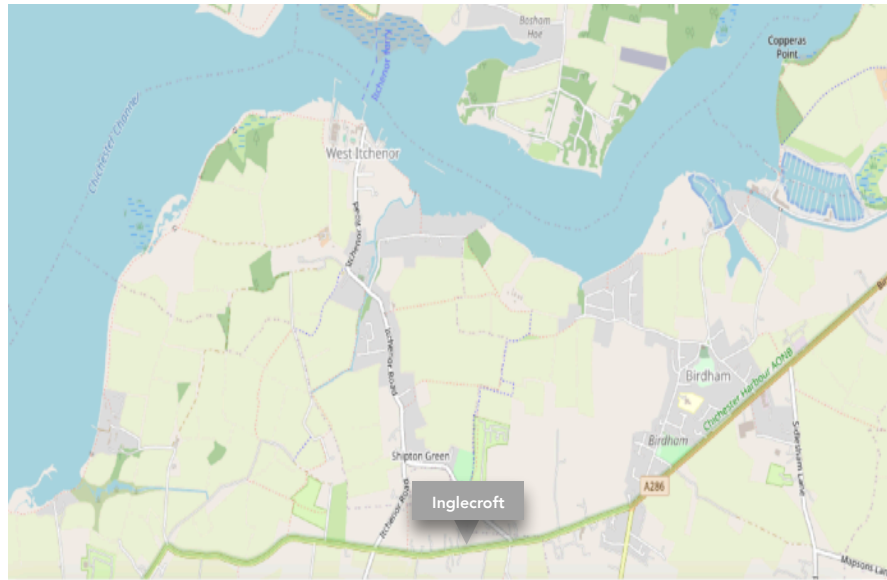 Bosham
Hoe
Copperas
Point
Itchenor Ferry
Chichester Channel
West Itchenor
Itchenor Road
Itchenor Road
Birdham
Chichester Harbour AONB
Birdham
Shipton Green
Sidlesham Lane
A286
Inglecroft
Itchenor Road
Mapsons Lane